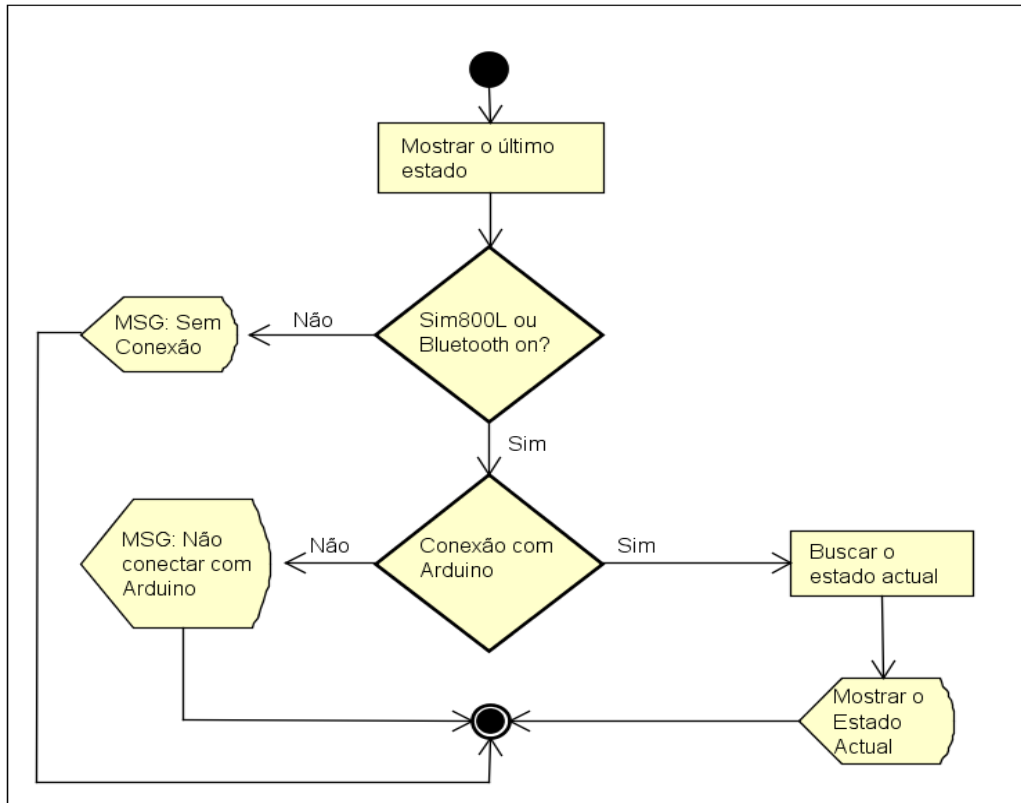 Mostrar o último
estado
MSG: Sem
Conexão
Não
Sim800L ou
Bluetooth on?
Sim
MSG: Não
conectar com
Arduino
Não
Conexão com
Arduino
Sim
Buscar o
estado actual
Mostrar o
Estado
Actual